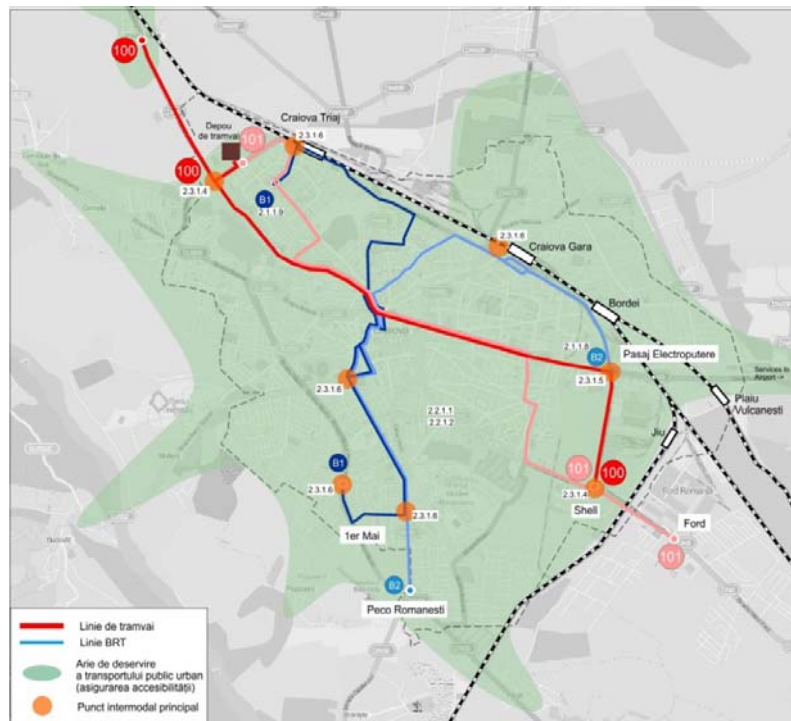 100
Craiova Triaj
Depou
de tramvai
101
2.3.1.6
100
2.3.1.4
B1
2.1.1.9
2.3.1.6
Craiova Gara
Bordei
2.1.1.8
B2
Pasaj Electroputere
2.3.1.5
Services to
Airport ->
2.3.1.6
Plaiu
Vulcanesti
2.2.1.1
2.2.1.2
Jiu
B1
101
100
2.3.1.6
2.3.1.4
Ford Romania
2.3.1.6
Shell
Ford
1er Mai
101
B2
Peco Romanesti
Linie de tramvai
Linie BRT
Arie de deservire
a transportului public urban
(asigurarea accesibilității)
Punct intermodal principal